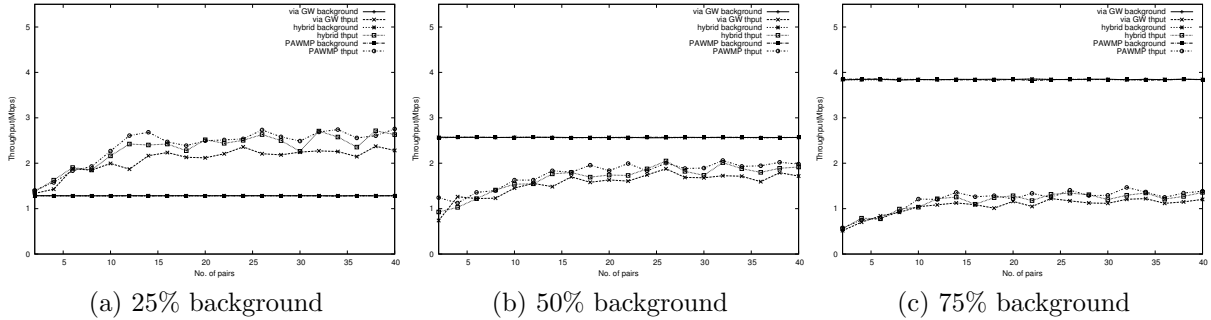 via GW background
via GW thput
hybrid background
hybrid thput
PAWMP background
PAWMP thput
Throughput(Mbps)
5
4
3
2
1
0
5 10 15 20 25 30 35 40
No. of pairs
(a) 25% background
via GW background
via GW thput
hybrid background
hybrid thput
PAWMP background
PAWMP thput
Throughput(Mbps)
5
4
3
2
1
0
5 10 15 20 25 30 35 40
No. of pairs
(b) 50% background
via GW background
via GW thput
hybrid background
hybrid thput
PAWMP background
PAWMP thput
Throughput(Mbps)
5
4
3
2
1
0
5 10 15 20 25 30 35 40
No. of pairs
(c) 75% background